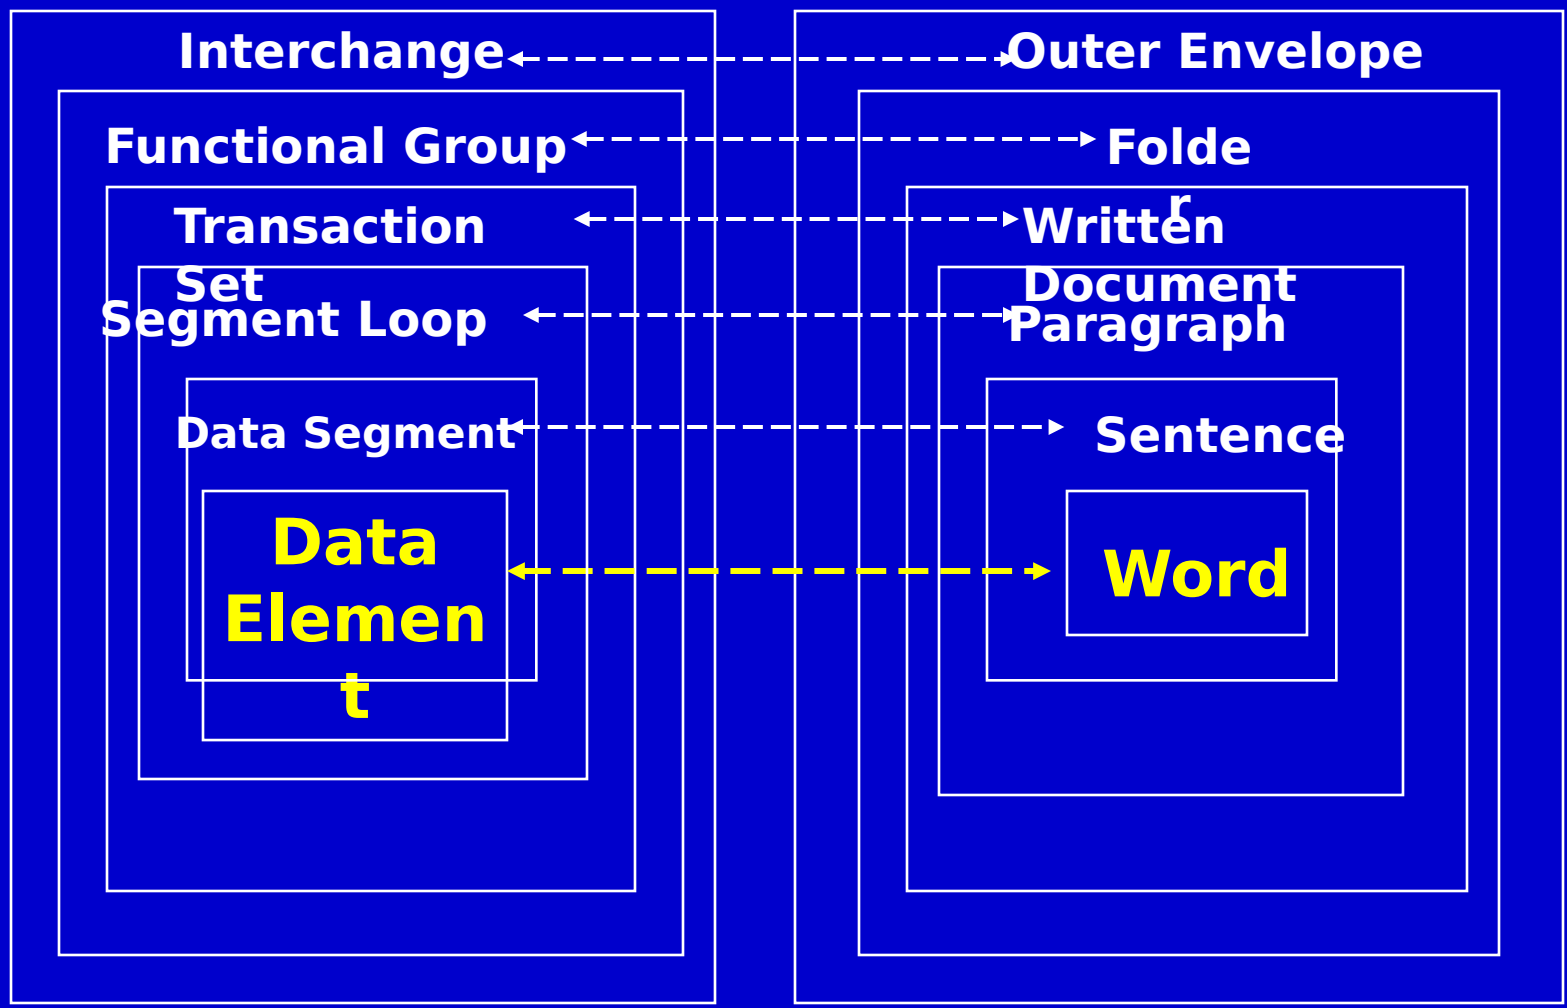 Interchange
Outer Envelope
Functional Group
Folde
r
Transaction
Set
Written
Document
Segment Loop
Paragraph
Data Segment
Sentence
Data
Elemen
t
Word